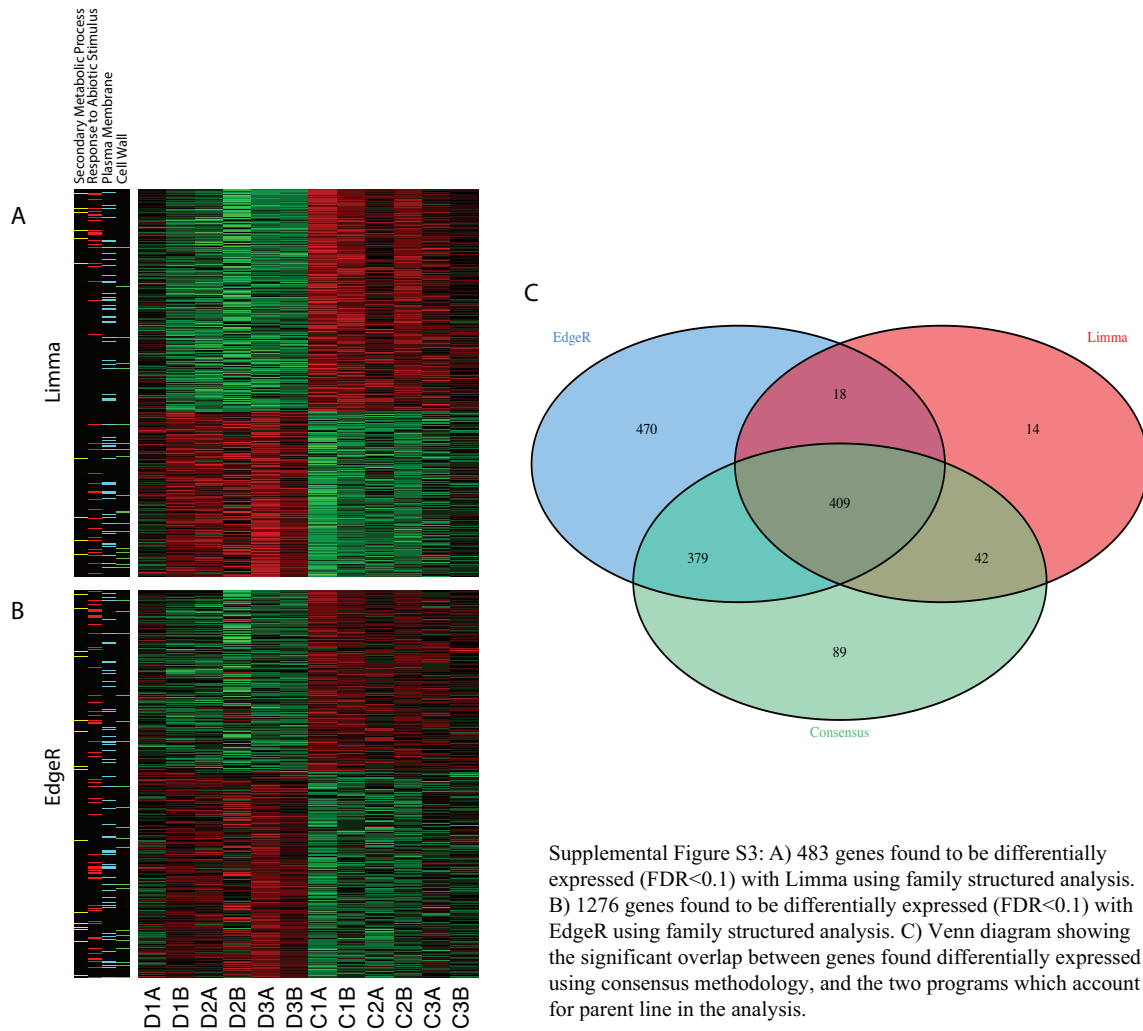 Secondary Metabolic Process
Response to Abiotic Stimulus
Plasma Membrane
Cell Wall
A
Limma
B
EdgeR
D1A
D1B
D2A
D2B
D3A
D3B
C1A
C1B
C2A
C2B
C3A
C3B
C
EdgeR
Limma
18
470
14
409
379
42
89
Consensus
Supplemental Figure S3: A) 483 genes found to be differentially
expressed (FDR<0.1) with Limma using family structured analysis.
B) 1276 genes found to be differentially expressed (FDR<0.1) with
EdgeR using family structured analysis. C) Venn diagram showing
the significant overlap between genes found differentially expressed
using consensus methodology, and the two programs which account
for parent line in the analysis.